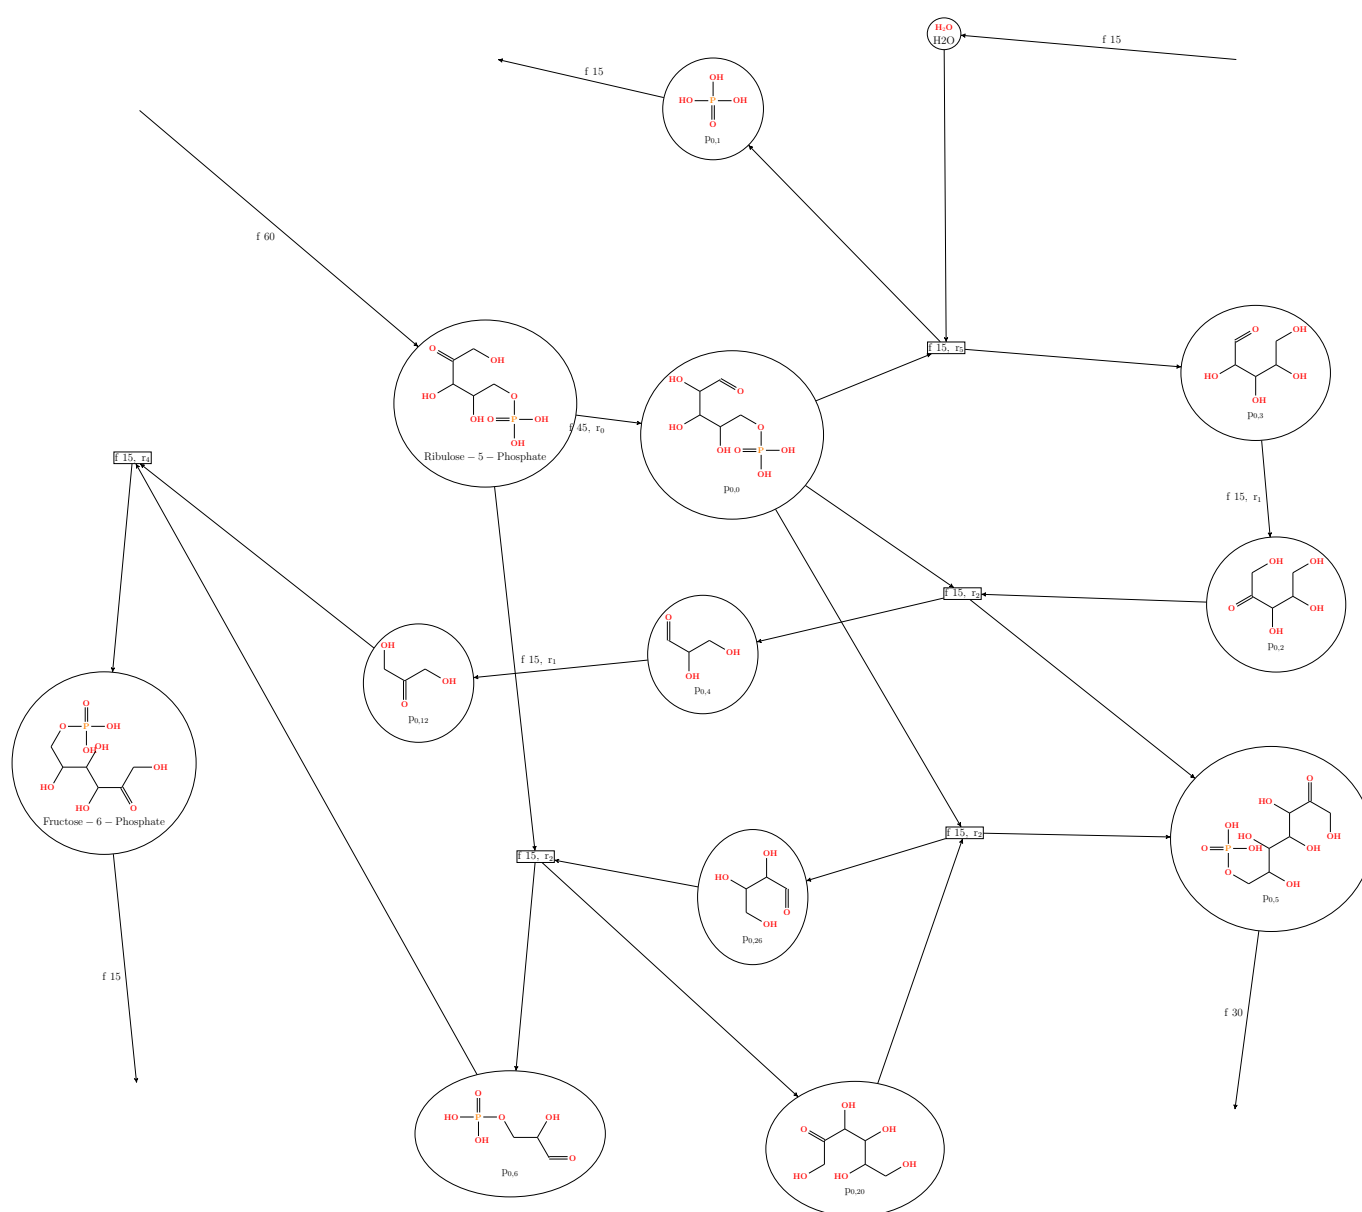 H₂O
H2O
f 15
f 15
OH
HO P OH
O
p₀,₁
f 60
f 15, r₅
O OH
HO OH
OH
p₀,₃
O OH
HO O
OH O P OH
OH
Ribulose − 5 − Phosphate
f 45, r₀
HO O
HO O
OH O P OH
OH
p₀,₀
f 15, r₄
f 15, r₁
OH OH
O OH
OH
p₀,₂
f 15, r₂
O
OH
OH
p₀,₄
f 15, r₁
OH
OH
O
p₀,₁₂
O
O P OH
OH OH
HO OH
HO O
Fructose − 6 − Phosphate
O
HO
OH HO OH
O P OH OH
O OH
p₀,₅
f 15, r₂
f 15, r₂
OH
HO
O
OH
p₀,₂₆
f 15
f 30
O
HO P O OH
OH
O
p₀,₆
OH
O OH
HO HO OH
p₀,₂₀